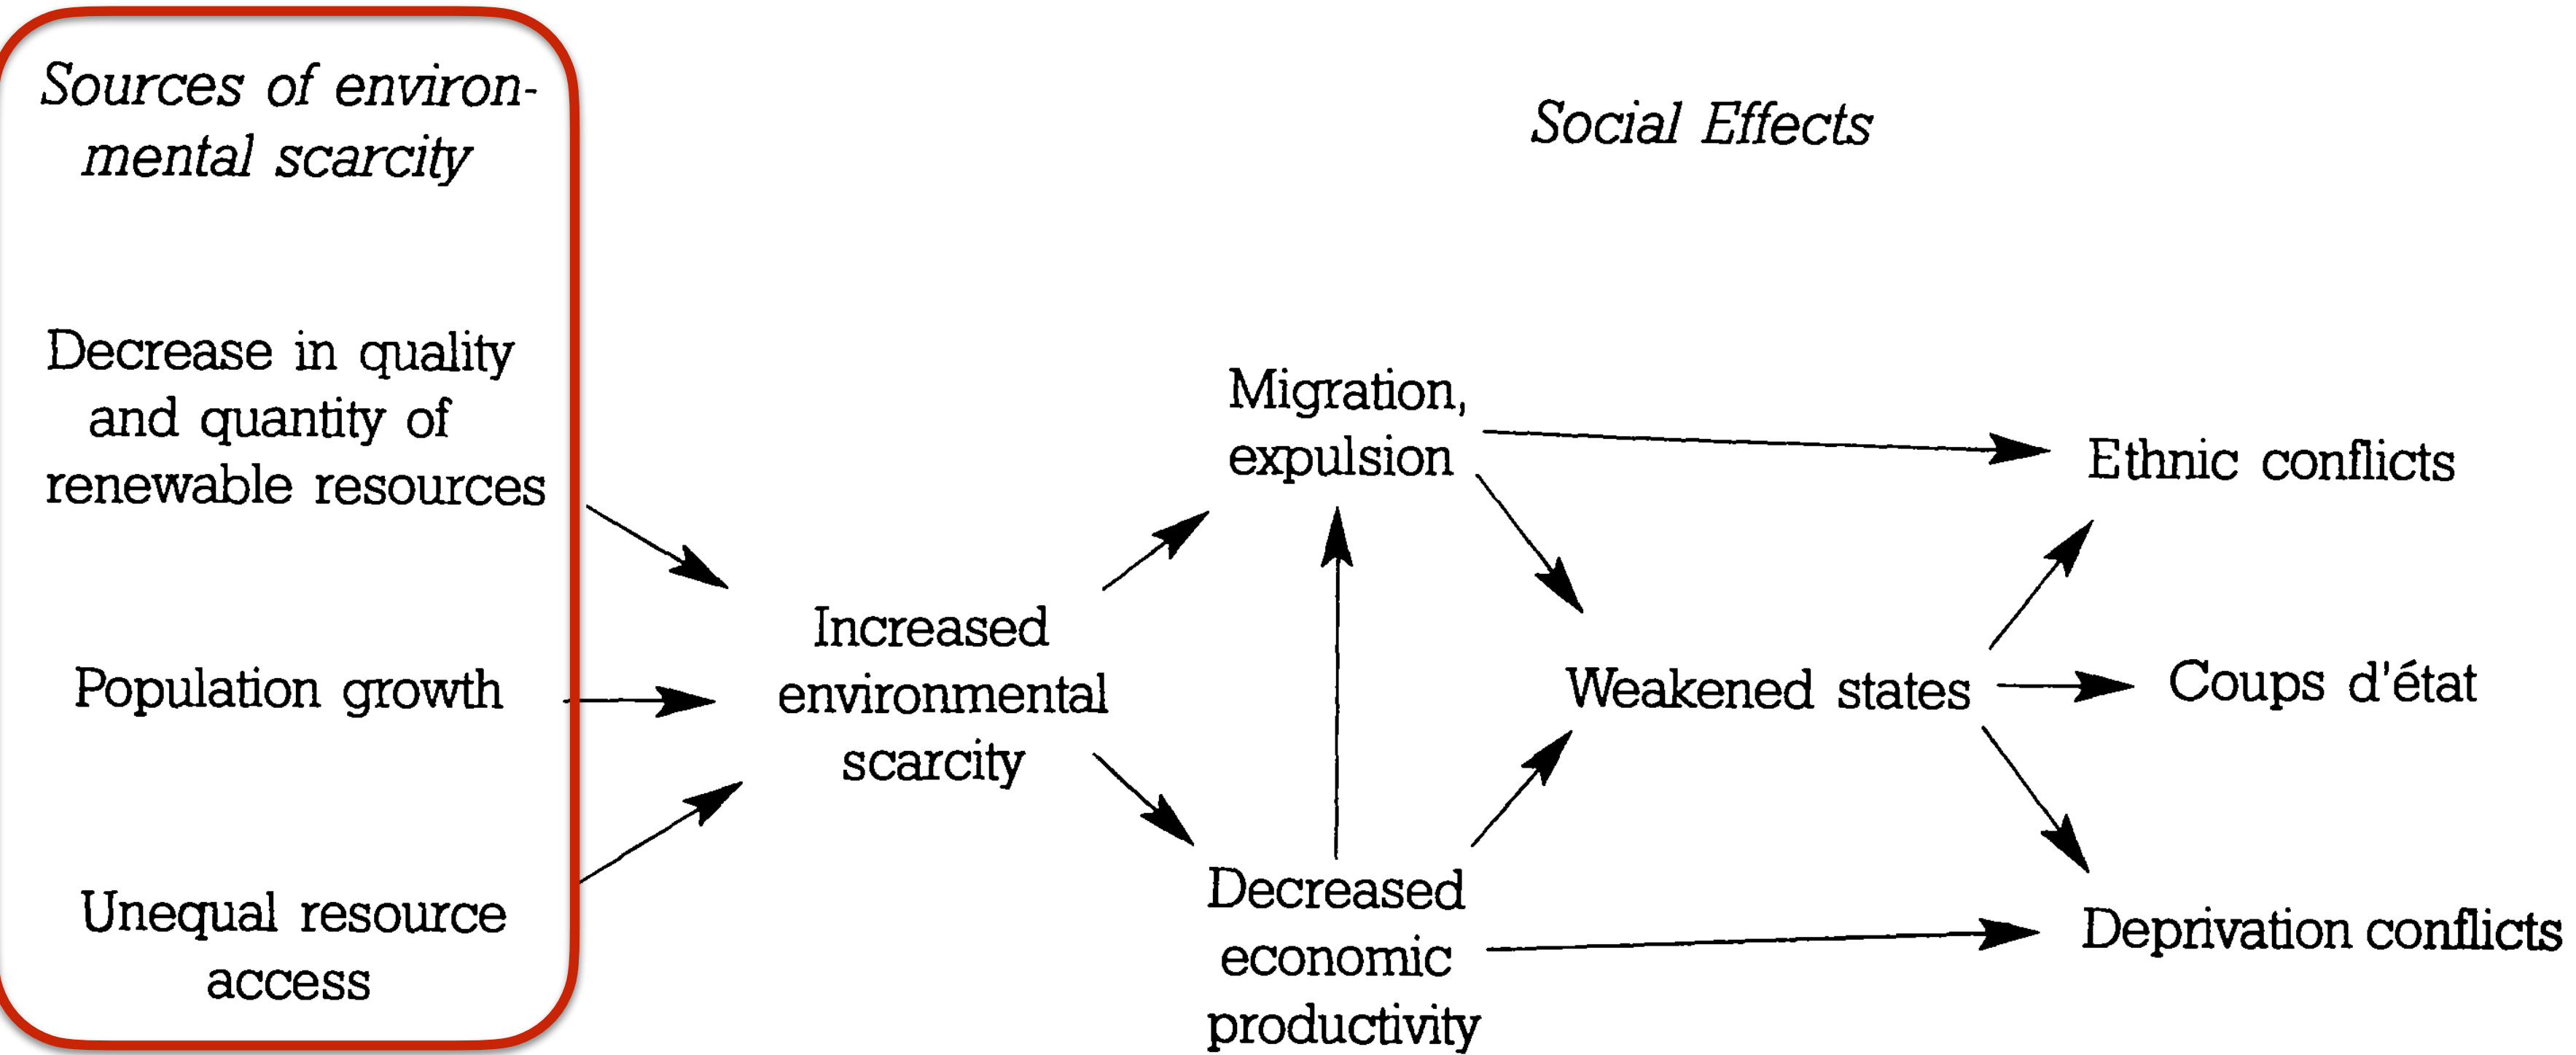 Sources of environ-
mental scarcity
Social Effects
Decrease in quality
and quantity of
renewable resources
Population growth
Unequal resource
access
Increased
environmental
scarcity
Migration,
expulsion
Decreased
economic
productivity
Weakened states
Ethnic conflicts
Coups d'état
Deprivation conflicts